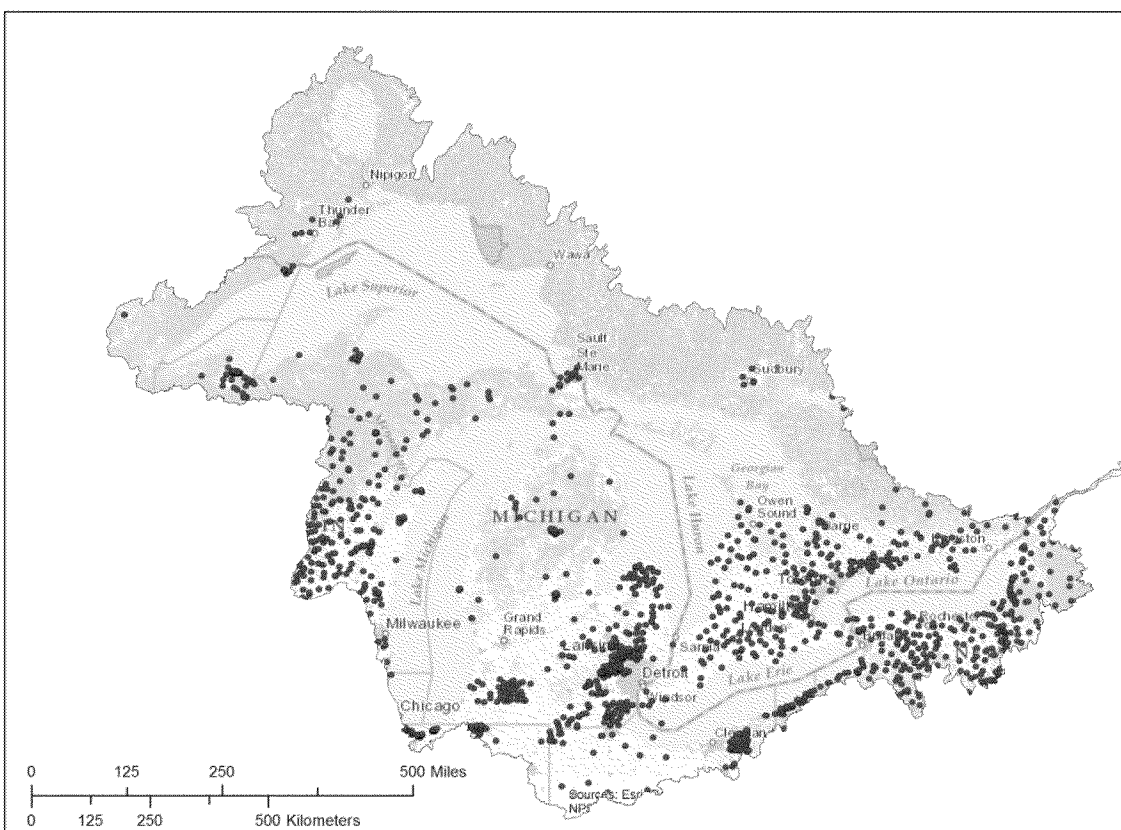 Nipigon
Thunder
Bay
Wawa
Lake Superior
Sault
Ste
Marie
Sudbury
Georgian
Bay
Owen
Sound
MICHIGAN
Lake Huron
Lake Michigan
Lake Ontario
Milwaukee
Grand
Rapids
Sarnia
Detroit
Windsor
Lake Erie
Chicago
0 125 250 500 Miles
0 125 250 500 Kilometers
Sources: Esri